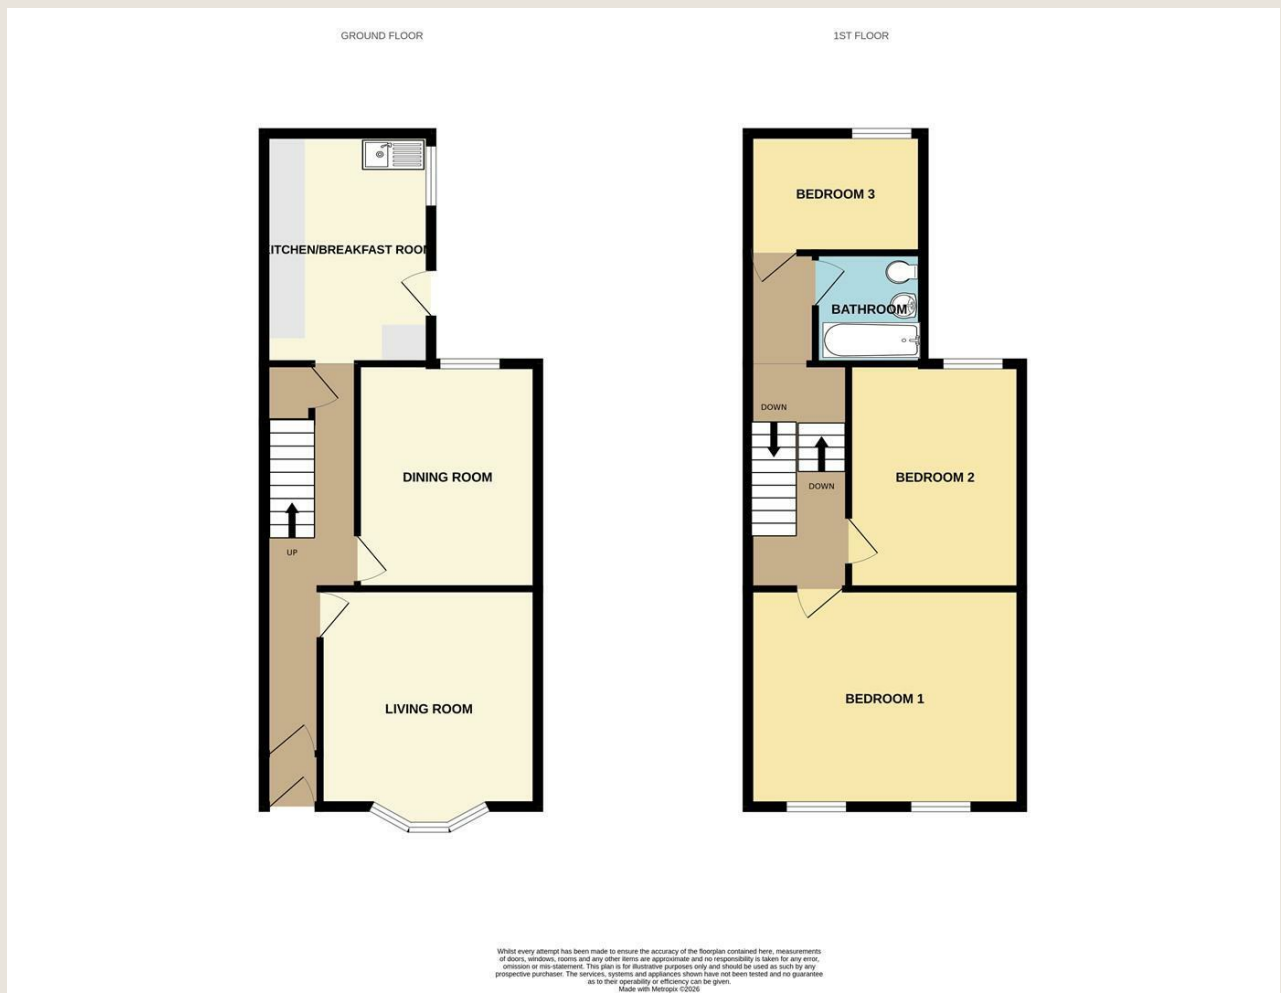 GROUND FLOOR
1ST FLOOR
KITCHEN/BREAKFAST ROOM
BEDROOM 3
BATHROOM
DOWN
DINING ROOM
BEDROOM 2
DOWN
UP
BEDROOM 1
LIVING ROOM
Whilst every attempt has been made to ensure the accuracy of the floorplan contained here, measurements
of doors, windows, rooms and any other items are approximate and no responsibility is taken for any error,
omission or mis-statement. This plan is for illustrative purposes only and should be used as such by any
prospective purchaser. The services, systems and appliances shown have not been tested and no guarantee
as to their operability or efficiency can be given.
Made with Metropix ©2026